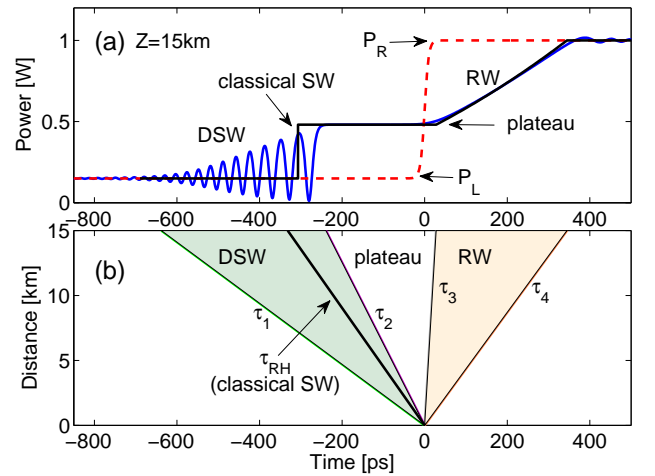 (a) Z=15km
P_R
RW
classical SW
DSW
plateau
P_L
Power [W]
1
0.5
0
−800 −600 −400 −200 0 200 400
(b)
DSW
plateau
RW
τ_1
τ_2
τ_3
τ_4
τ_RH
(classical SW)
Distance [km]
15
10
5
0
−800 −600 −400 −200 0 200 400
Time [ps]